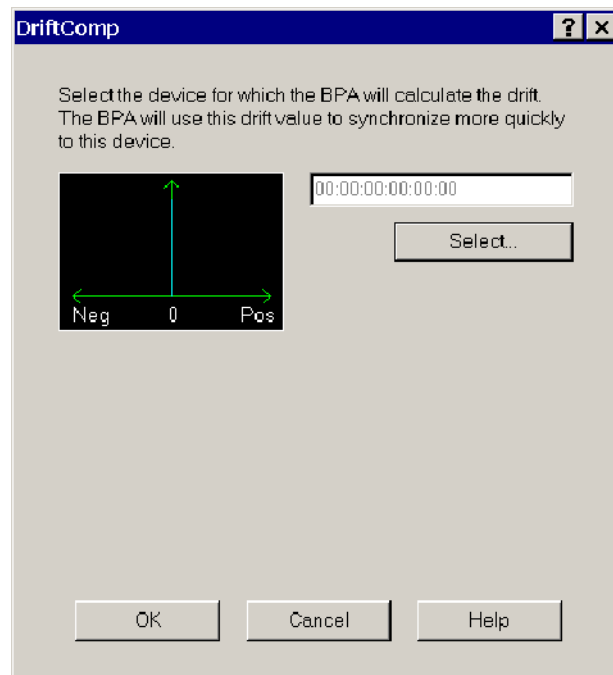 DriftComp
Select the device for which the BPA will calculate the drift.
The BPA will use this drift value to synchronize more quickly
to this device.
00:00:00:00:00:00
Select...
Neg 0 Pos
OK Cancel Help